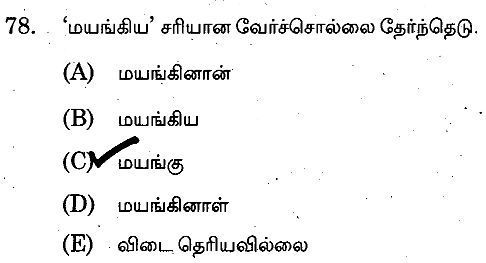 78. 'மயங்கிய' சரியான வேர்ச்சொல்லை தேர்ந்தெடு.
(A) மயங்கினான்
(B) மயங்கிய
(C) மயங்கு
(D) மயங்கினாள்
(E) விடை தெரியவில்லை